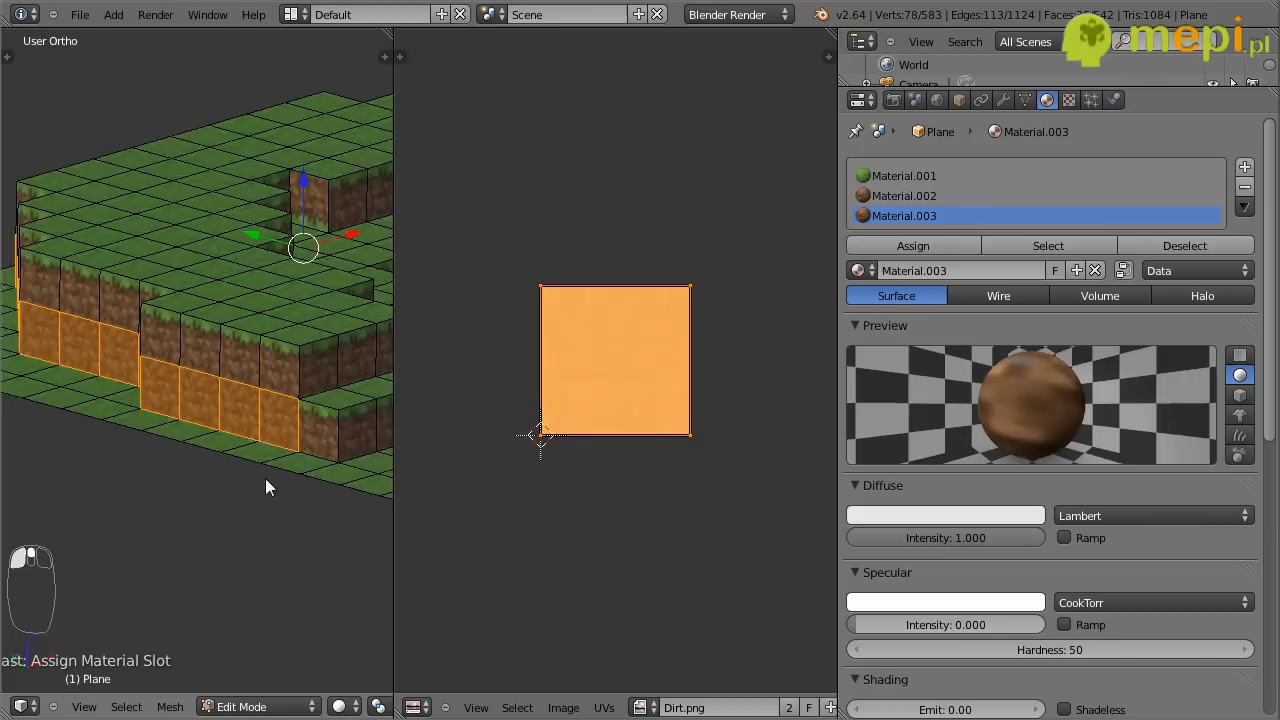 File Add Render Window Help Default Scene Blender Render v2.64 | Verts:78/583 | Edges:113/1124 | Faces: | Tris:1084 | Plane
mepi.pl
User Ortho
View Search All Scenes
World
Camera
Plane Material.003
Material.001
Material.002
Material.003
Assign Select Deselect
Material.003 F Data
Surface Wire Volume Halo
Preview
Diffuse
Lambert
Intensity: 1.000 Ramp
Specular
CookTorr
Intensity: 0.000 Ramp
Hardness: 50
Shading
Emit: 0.00 Shadeless
ast: Assign Material Slot
(1) Plane
View Select Mesh Edit Mode View Select Image UVs Dirt.png 2 F